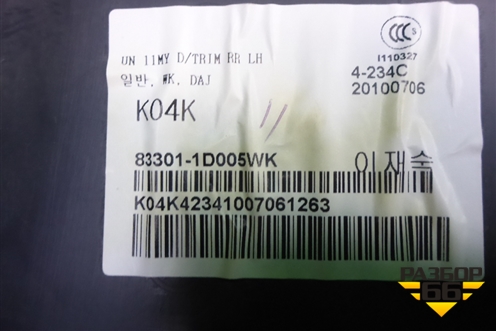 I110327
UN 11MY D/TRIM RR LH
일반, WK, DAJ
4-234C
20100706
K04K
83301-1D005WK
이재숙
K04K42341007061263
РАЗБОР
66